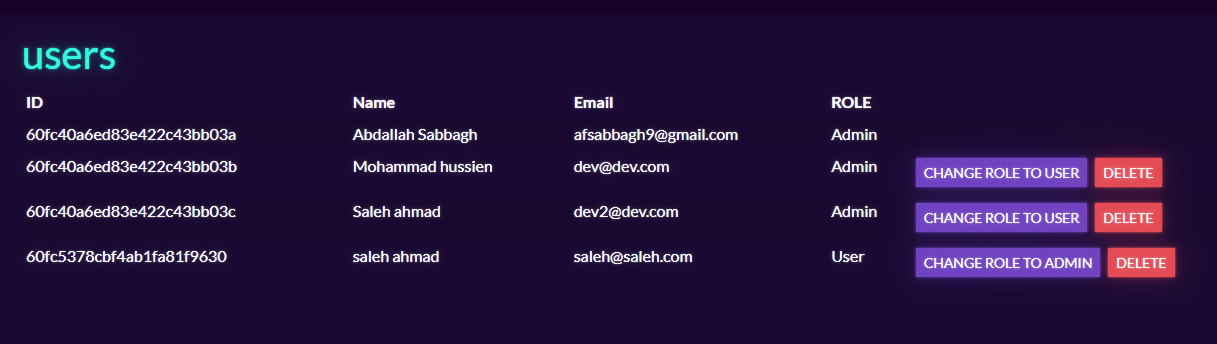 users
ID Name Email ROLE
60fc40a6ed83e422c43bb03a Abdallah Sabbagh afsabbagh9@gmail.com Admin
60fc40a6ed83e422c43bb03b Mohammad hussien dev@dev.com Admin CHANGE ROLE TO USER DELETE
60fc40a6ed83e422c43bb03c Saleh ahmad dev2@dev.com Admin CHANGE ROLE TO USER DELETE
60fc5378cbf4ab1fa81f9630 saleh ahmad saleh@saleh.com User CHANGE ROLE TO ADMIN DELETE